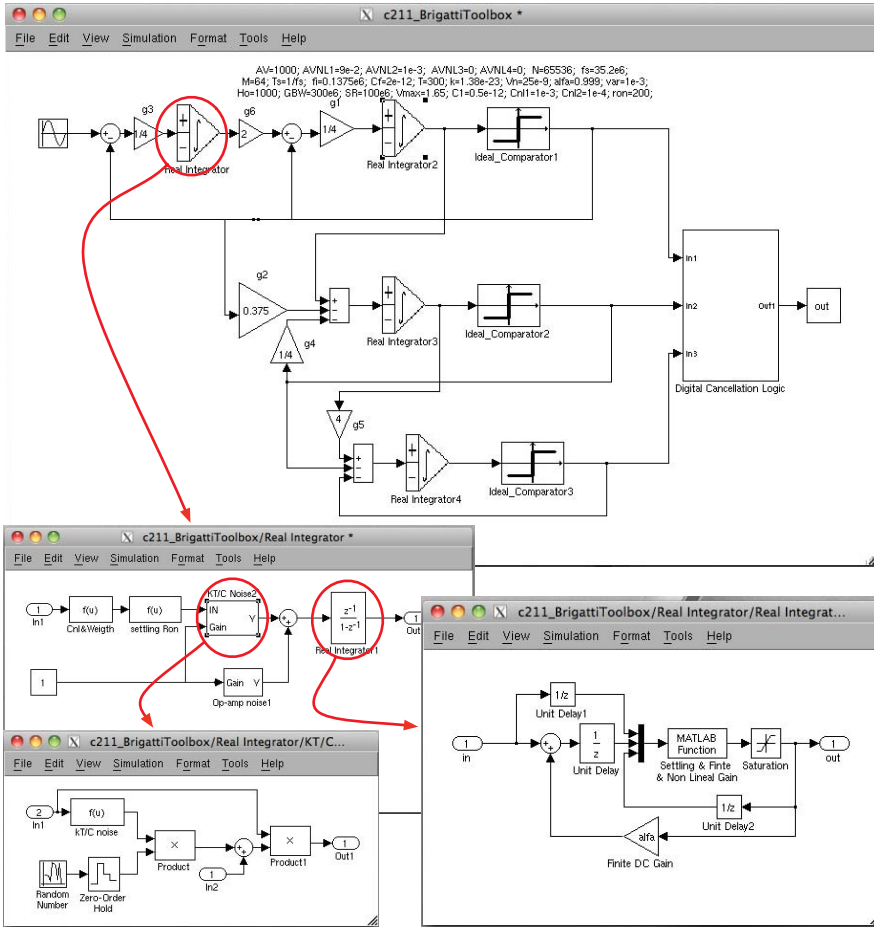 c211_BrigattiToolbox *
File Edit View Simulation Format Tools Help
AV=1000; AVNL1=9e-2; AVNL2=1e-3; AVNL3=0; AVNL4=0; N=65536; fs=35.2e6;
M=64; Ts=1/fs; fi=0.1375e6; Cf=2e-12; T=300; k=1.38e-23; Vn=25e-9; alfa=0.999; var=1e-3;
Ho=1000; GBW=300e6; SR=100e6; Vmax=1.65; C1=0.5e-12; Cnl1=1e-3; Cnl2=1e-4; ron=200;
g3
g6
g1
1/4
2
1/4
Real Integrator
Real Integrator2
Ideal_Comparator1
g2
0.375
g4
1/4
Real Integrator3
Ideal_Comparator2
In1
In2
In3
Out1
out
Digital Cancellation Logic
4
g5
Real Integrator4
Ideal_Comparator3
c211_BrigattiToolbox/Real Integrator *
File Edit View Simulation Format Tools Help
KT/C Noise2
1
In1
f(u)
Cnl&Weigth
f(u)
settling Ron
IN
Gain
Y
z-1
1-z-1
Real Integrator1
1
Out
1
Gain Y
Op-amp noise1
c211_BrigattiToolbox/Real Integrator/Real Integrat...
File Edit View Simulation Format Tools Help
1/z
Unit Delay1
1
in
1
z
Unit Delay
MATLAB
Function
Settling & Finte
& Non Lineal Gain
Saturation
1
out
1/z
Unit Delay2
alfa
Finite DC Gain
c211_BrigattiToolbox/Real Integrator/KT/C...
File Edit View Simulation Format Tools Help
2
In1
f(u)
kT/C noise
×
Product
×
Product1
1
Out1
1
In2
Random
Number
Zero-Order
Hold